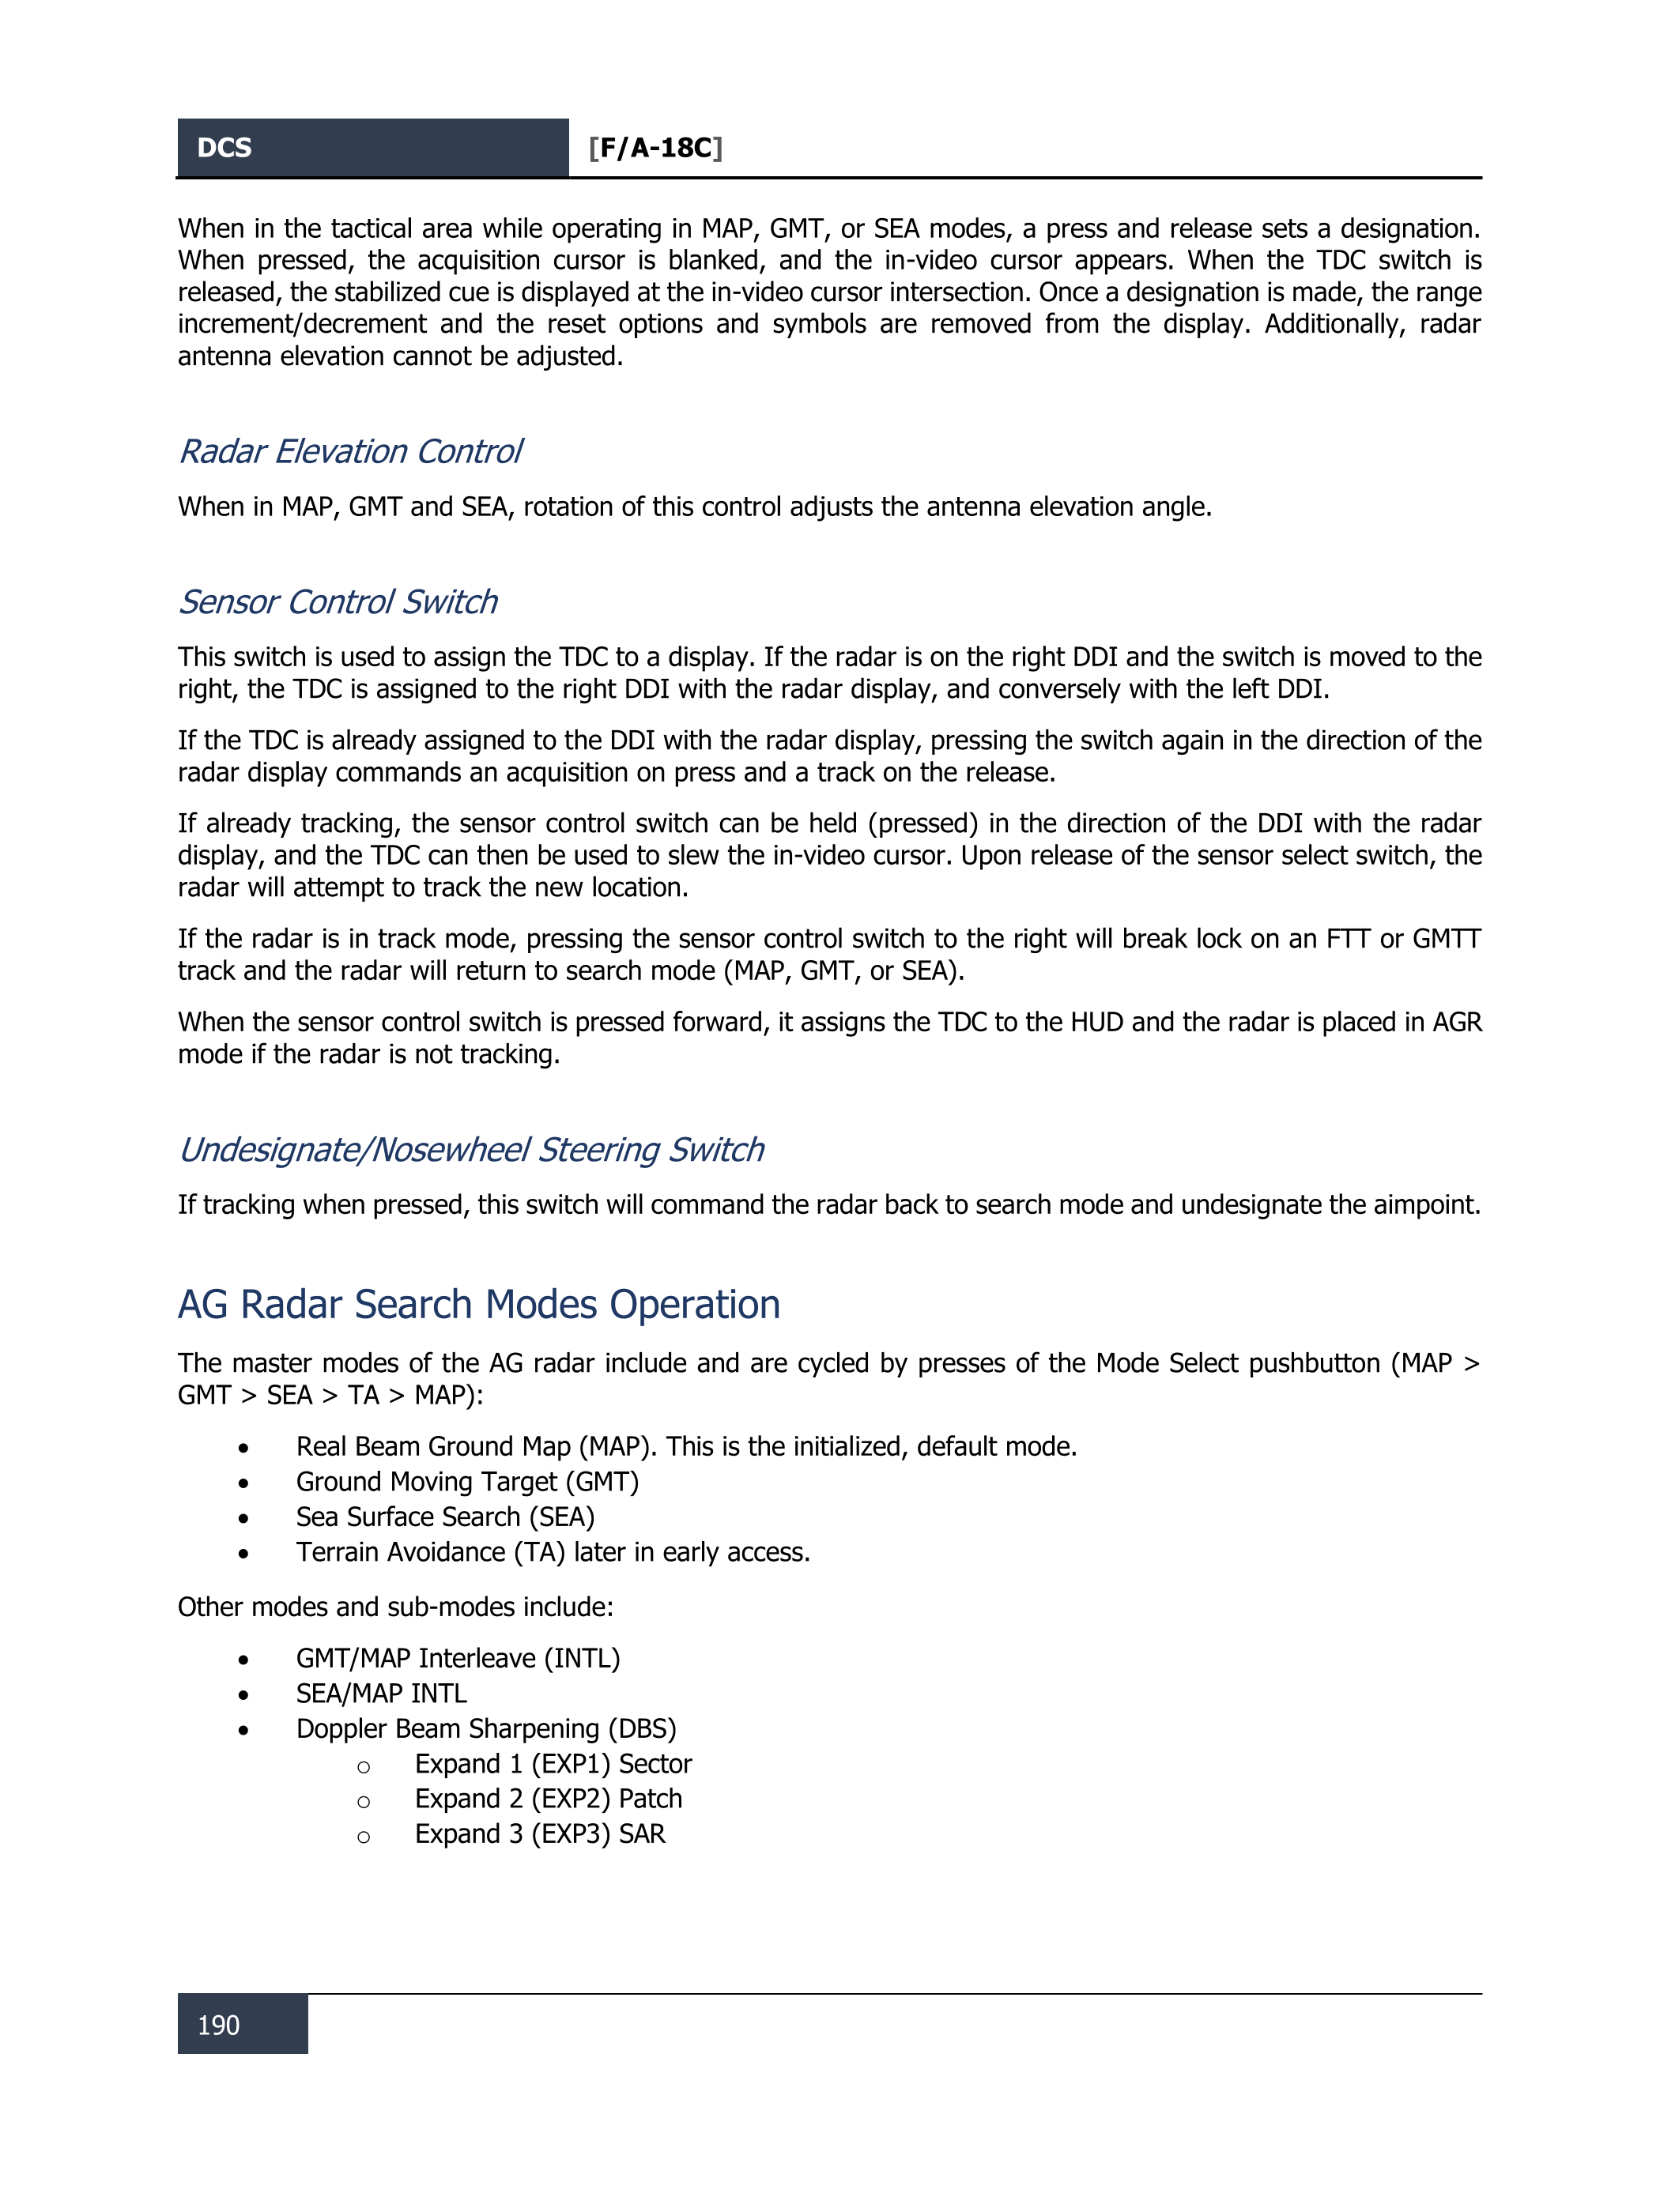 DCS [F/A-18C]
When in the tactical area while operating in MAP, GMT, or SEA modes, a press and release sets a designation.
When pressed, the acquisition cursor is blanked, and the in-video cursor appears. When the TDC switch is
released, the stabilized cue is displayed at the in-video cursor intersection. Once a designation is made, the range
increment/decrement and the reset options and symbols are removed from the display. Additionally, radar
antenna elevation cannot be adjusted.
Radar Elevation Control
When in MAP, GMT and SEA, rotation of this control adjusts the antenna elevation angle.
Sensor Control Switch
This switch is used to assign the TDC to a display. If the radar is on the right DDI and the switch is moved to the
right, the TDC is assigned to the right DDI with the radar display, and conversely with the left DDI.
If the TDC is already assigned to the DDI with the radar display, pressing the switch again in the direction of the
radar display commands an acquisition on press and a track on the release.
If already tracking, the sensor control switch can be held (pressed) in the direction of the DDI with the radar
display, and the TDC can then be used to slew the in-video cursor. Upon release of the sensor select switch, the
radar will attempt to track the new location.
If the radar is in track mode, pressing the sensor control switch to the right will break lock on an FTT or GMTT
track and the radar will return to search mode (MAP, GMT, or SEA).
When the sensor control switch is pressed forward, it assigns the TDC to the HUD and the radar is placed in AGR
mode if the radar is not tracking.
Undesignate/Nosewheel Steering Switch
If tracking when pressed, this switch will command the radar back to search mode and undesignate the aimpoint.
AG Radar Search Modes Operation
The master modes of the AG radar include and are cycled by presses of the Mode Select pushbutton (MAP >
GMT > SEA > TA > MAP):
• Real Beam Ground Map (MAP). This is the initialized, default mode.
• Ground Moving Target (GMT)
• Sea Surface Search (SEA)
• Terrain Avoidance (TA) later in early access.
Other modes and sub-modes include:
• GMT/MAP Interleave (INTL)
• SEA/MAP INTL
• Doppler Beam Sharpening (DBS)
o Expand 1 (EXP1) Sector
o Expand 2 (EXP2) Patch
o Expand 3 (EXP3) SAR
190